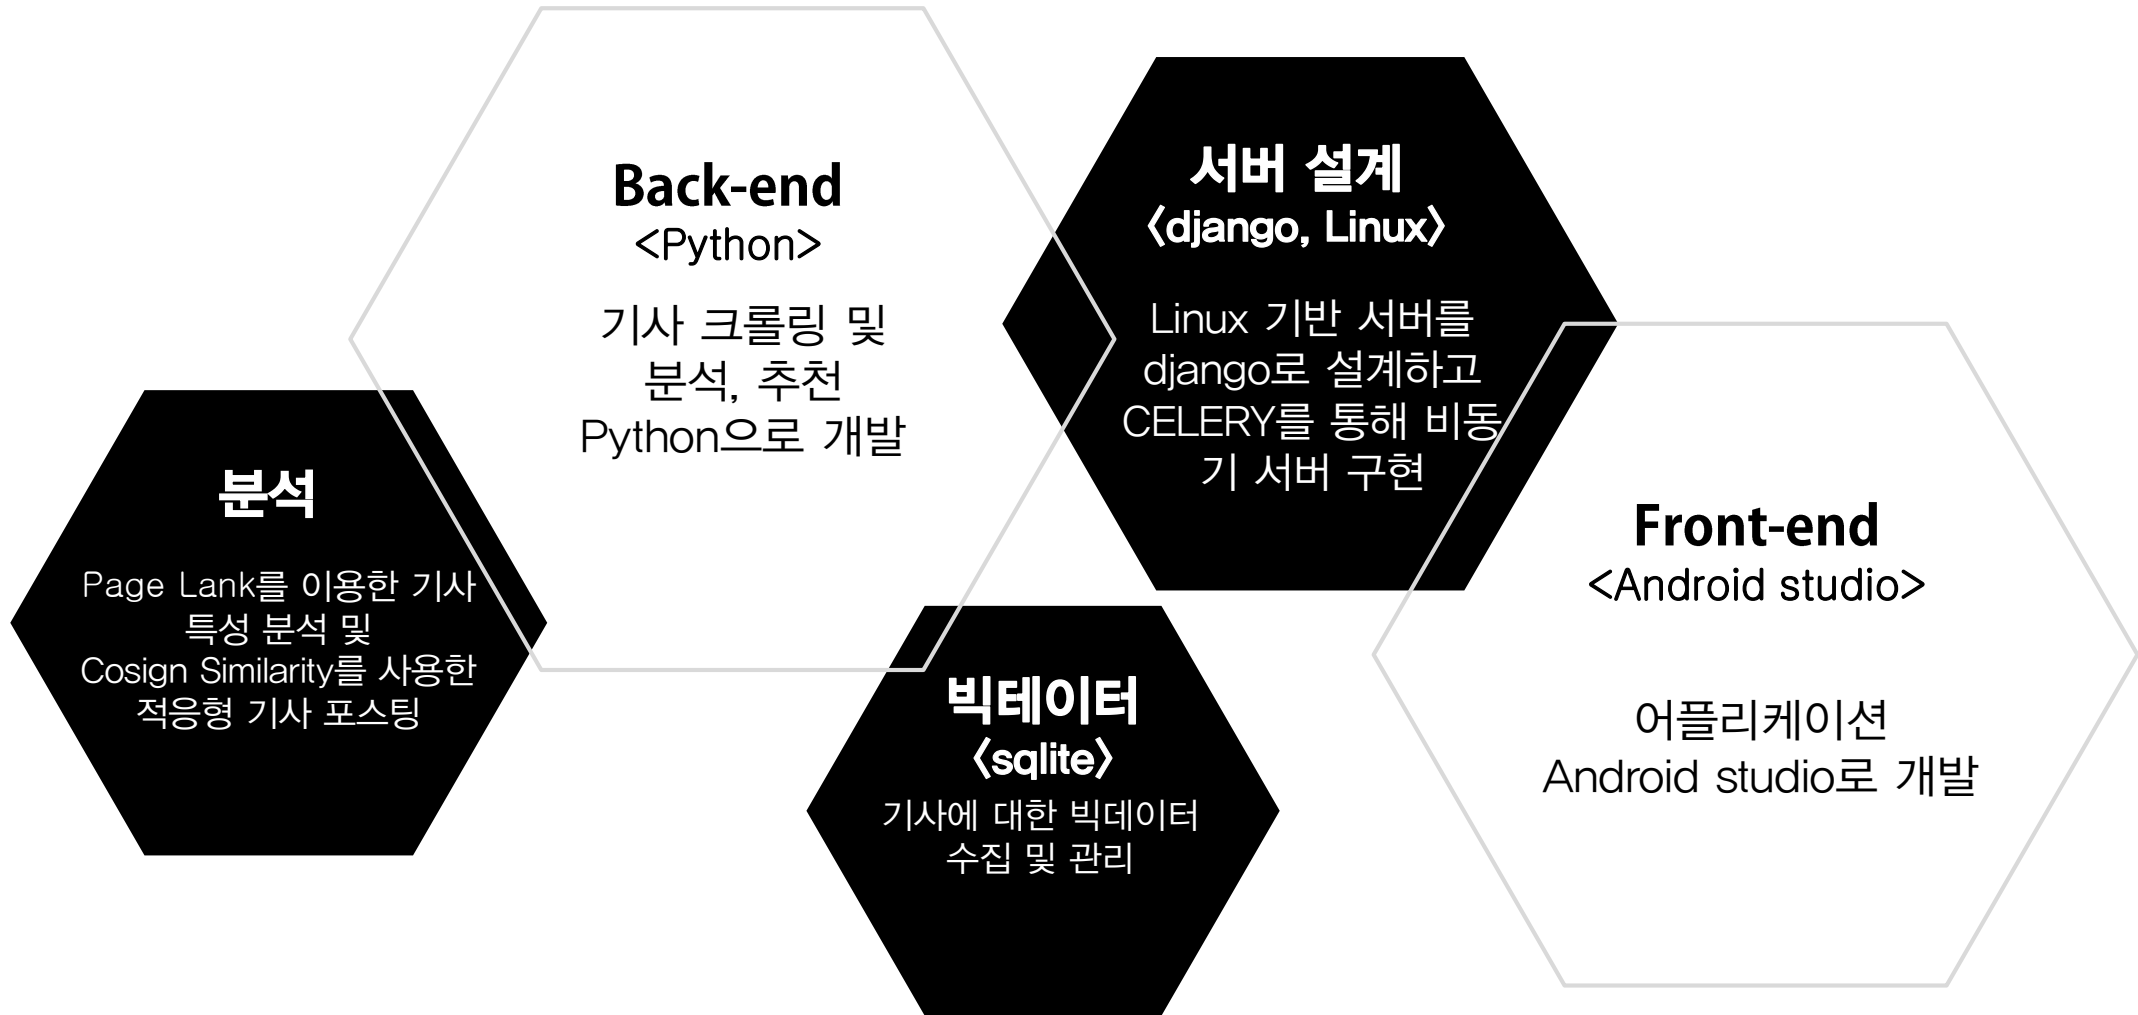 Back-end
<Python>
기사 크롤링 및
분석, 추천
Python으로 개발
서버 설계
<django, Linux>
Linux 기반 서버를
django로 설계하고
CELERY를 통해 비동
기 서버 구현
분석
Page Lank를 이용한 기사
특성 분석 및
Cosign Similarity를 사용한
적응형 기사 포스팅
빅테이터
<sqlite>
기사에 대한 빅데이터
수집 및 관리
Front-end
<Android studio>
어플리케이션
Android studio로 개발